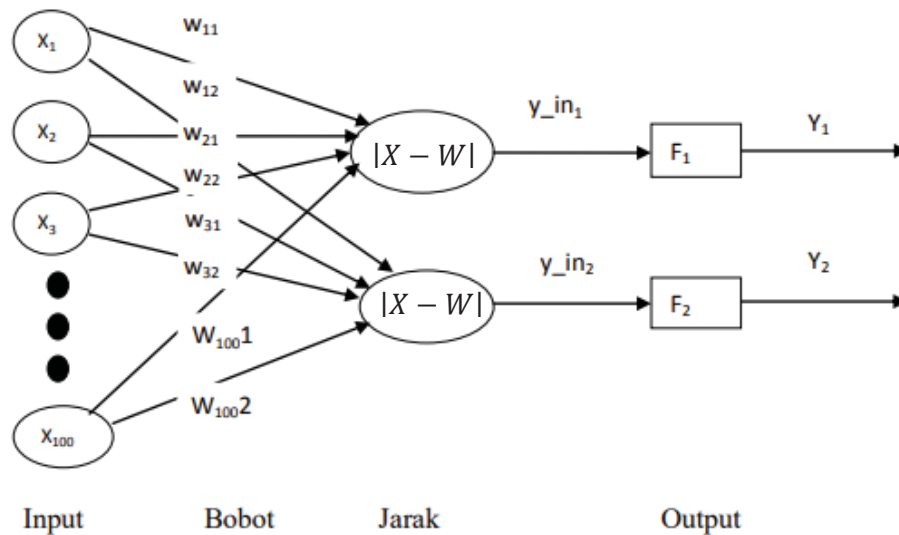 X₁
X₂
X₃
X₁₀₀
w₁₁
w₁₂
w₂₁
w₂₂
w₃₁
w₃₂
W₁₀₀1
W₁₀₀2
|X − W|
|X − W|
y_in₁
y_in₂
F₁
F₂
Y₁
Y₂
Input Bobot Jarak Output